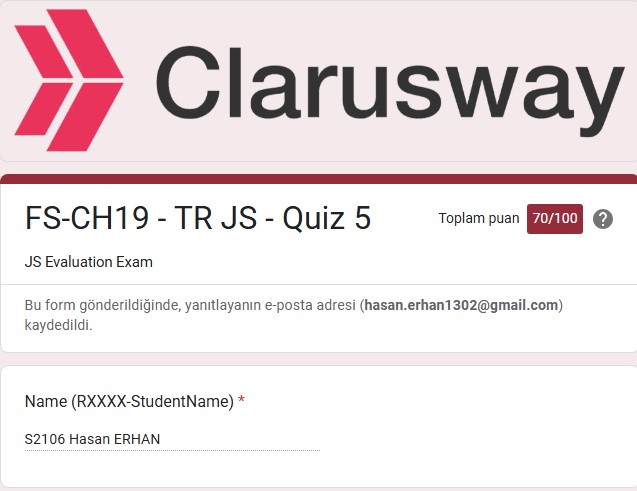 Clarusway
FS-CH19 - TR JS - Quiz 5
Toplam puan 70/100 ?
JS Evaluation Exam
Bu form gönderildiğinde, yanıtlayanın e-posta adresi (hasan.erhan1302@gmail.com)
kaydedildi.
Name (RXXXX-StudentName) *
S2106 Hasan ERHAN